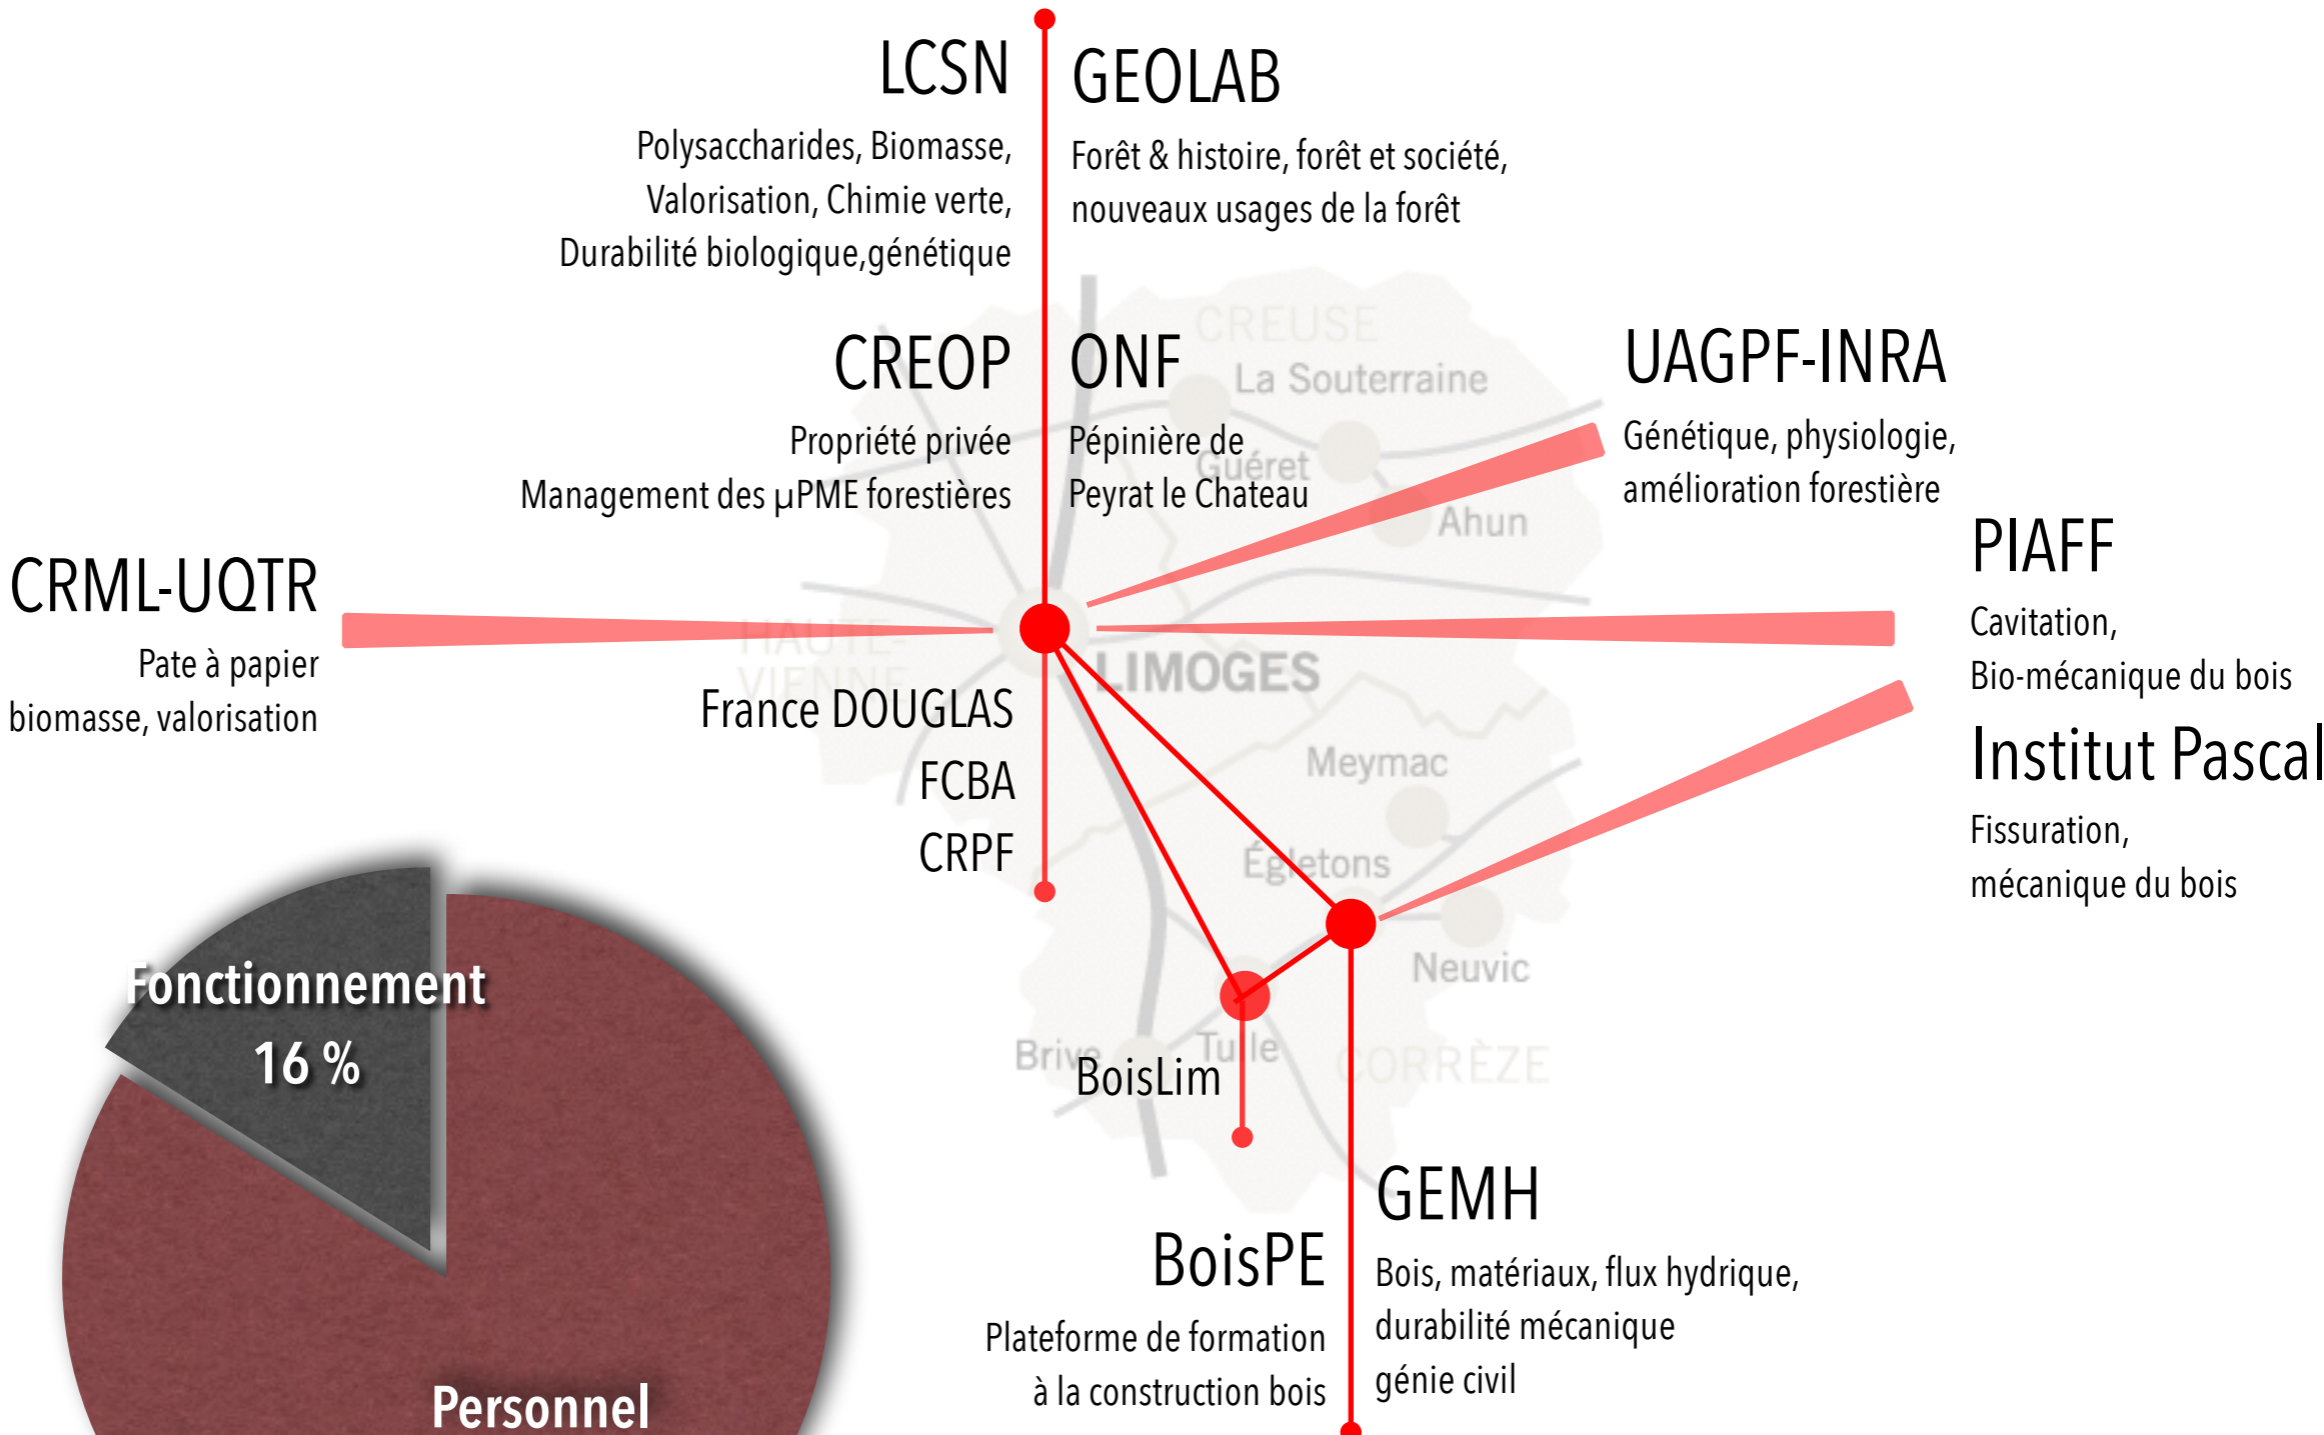 LCSN
Polysaccharides, Biomasse,
Valorisation, Chimie verte,
Durabilité biologique,génétique
GEOLAB
Forêt & histoire, forêt et société,
nouveaux usages de la forêt
CREOP
Propriété privée
Management des µPME forestières
ONF
Pépinière de
Peyrat le Chateau
CREUSE
La Souterraine
Guéret
Ahun
UAGPF-INRA
Génétique, physiologie,
amélioration forestière
CRML-UQTR
Pate à papier
biomasse, valorisation
HAUTE-
VIENNE
LIMOGES
PIAFF
Cavitation,
Bio-mécanique du bois
Institut Pascal
Fissuration,
mécanique du bois
France DOUGLAS
FCBA
CRPF
Meymac
Égletons
Neuvic
Brive
Tulle
CORRÈZE
BoisLim
BoisPE
Plateforme de formation
à la construction bois
GEMH
Bois, matériaux, flux hydrique,
durabilité mécanique
génie civil
Fonctionnement
16 %
Personnel